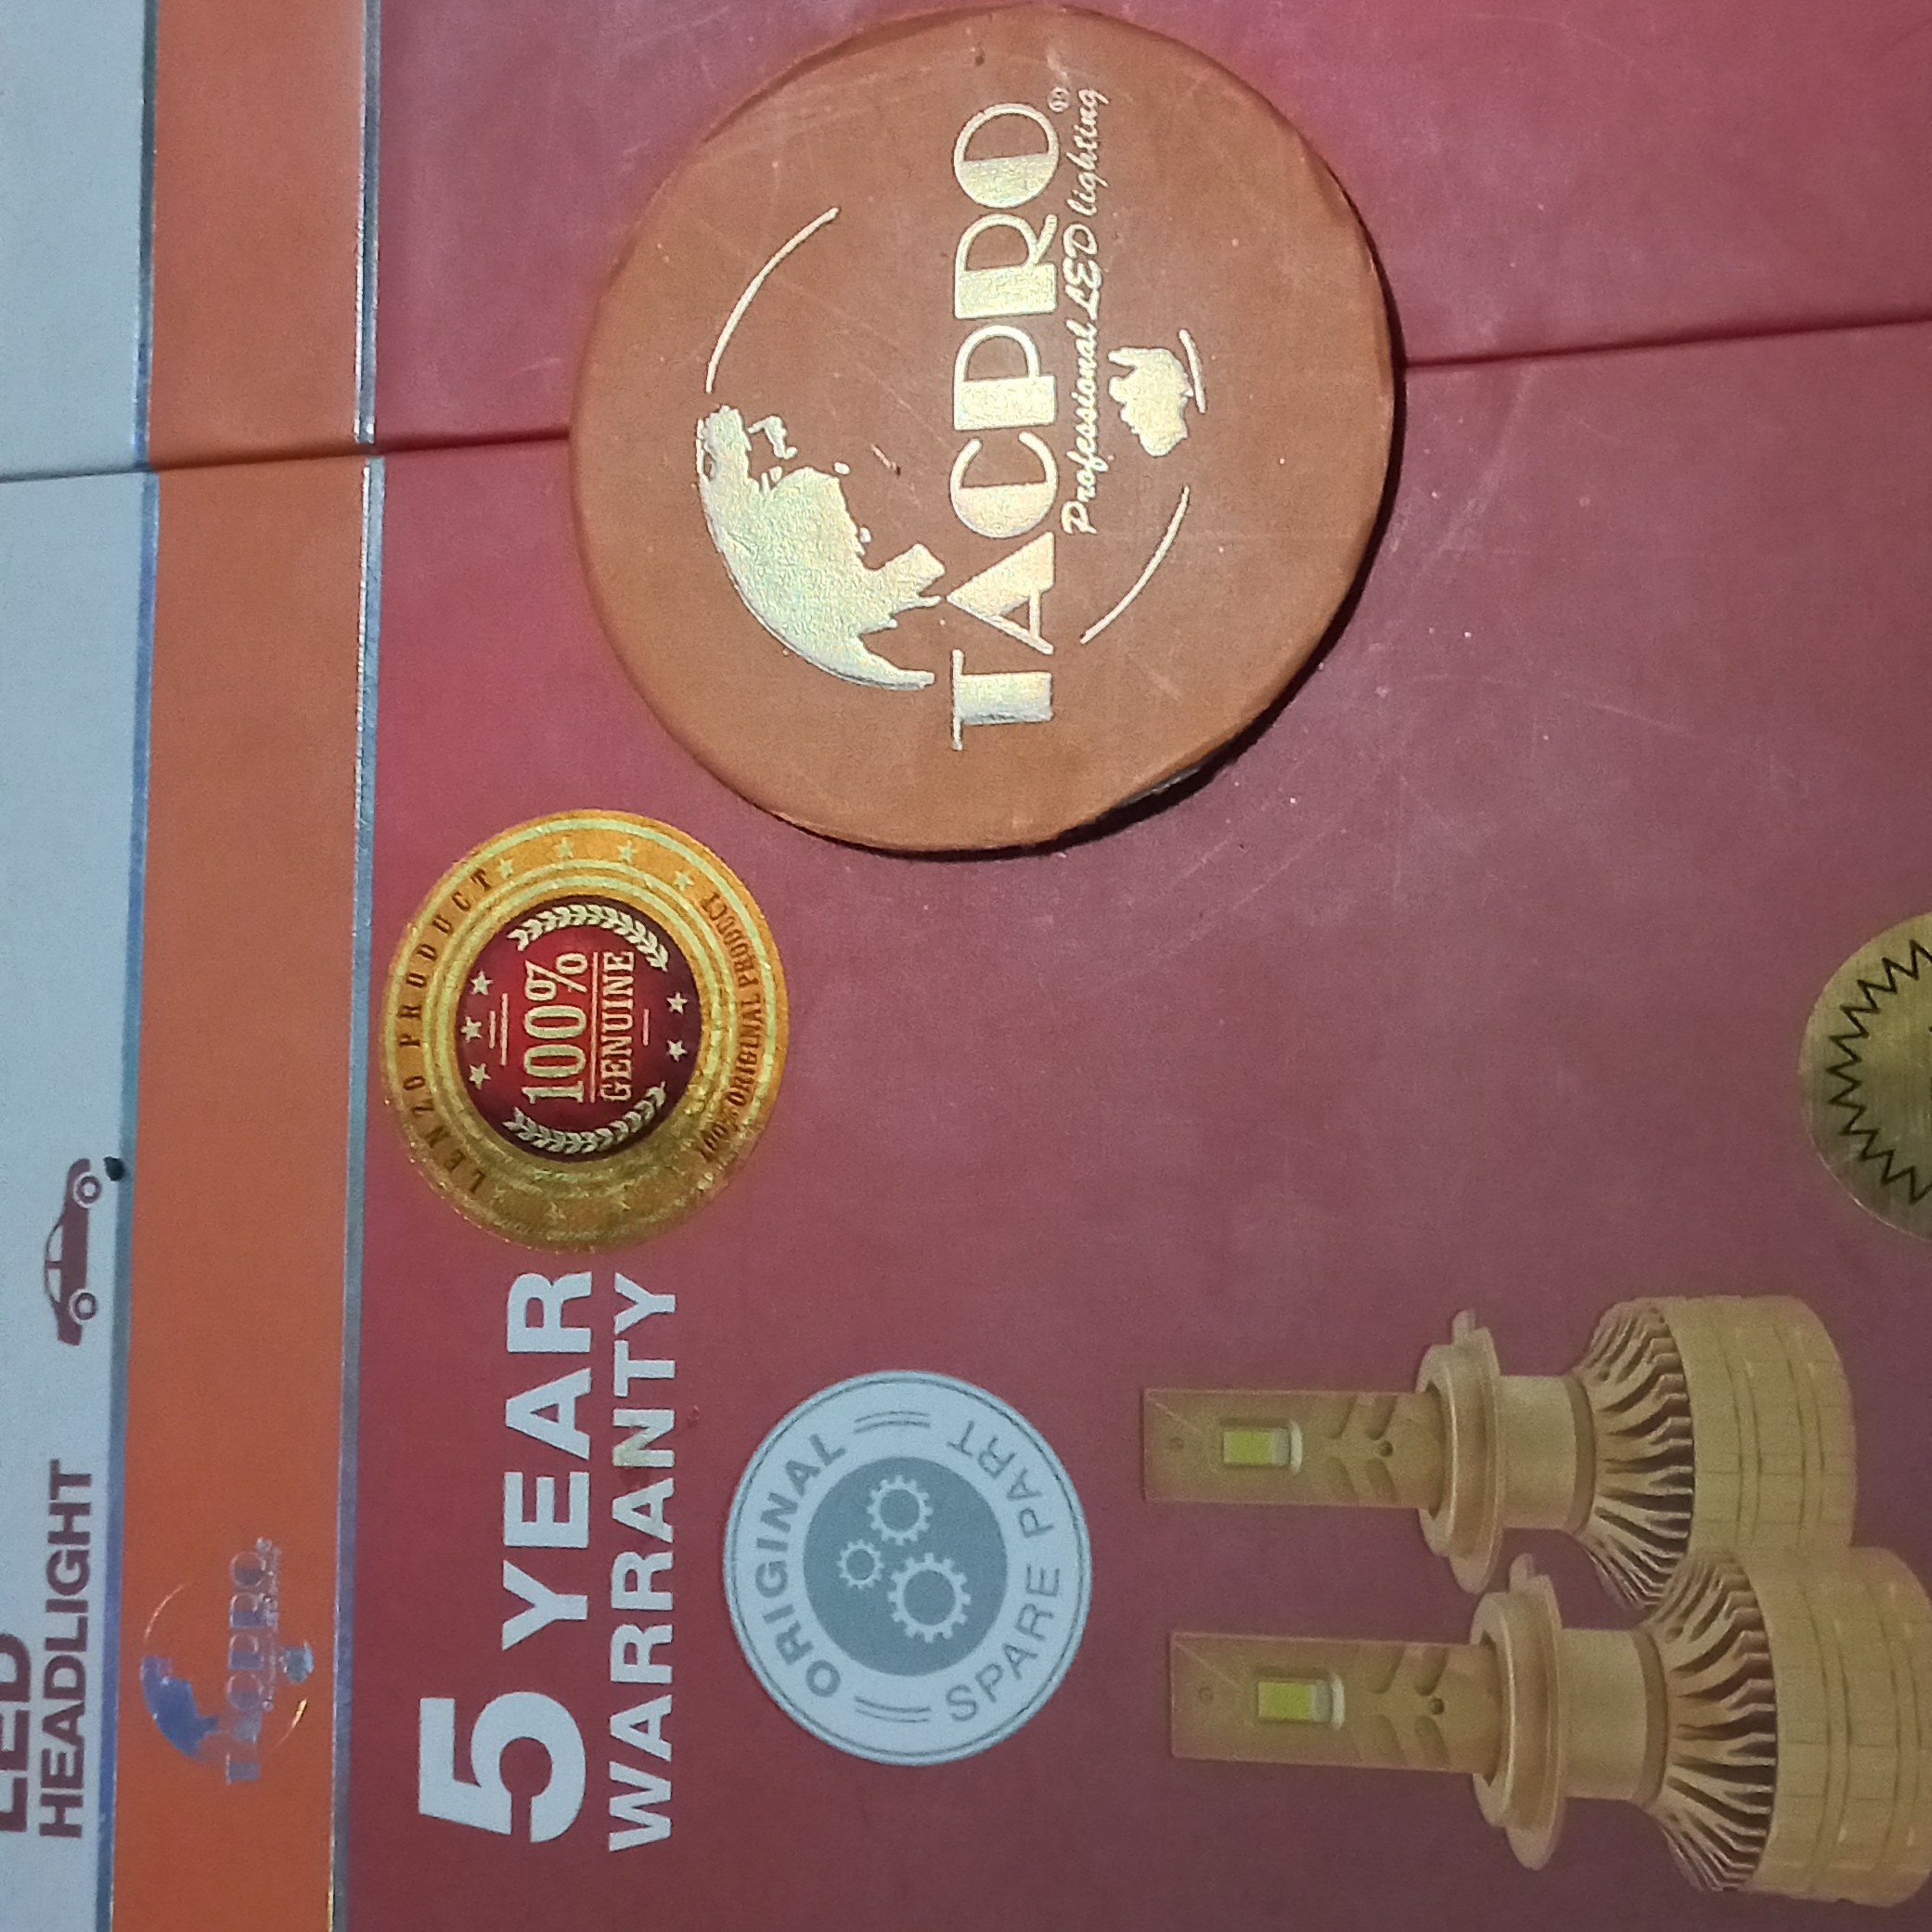 LED
HEADLIGHT
TACPRO®
5 YEAR
WARRANTY
LENZO PRODUCT
100%
GENUINE
100% ORIGINAL PRODUCT
TACPRO®
Professional LED lighting
ORIGINAL
SPARE PART